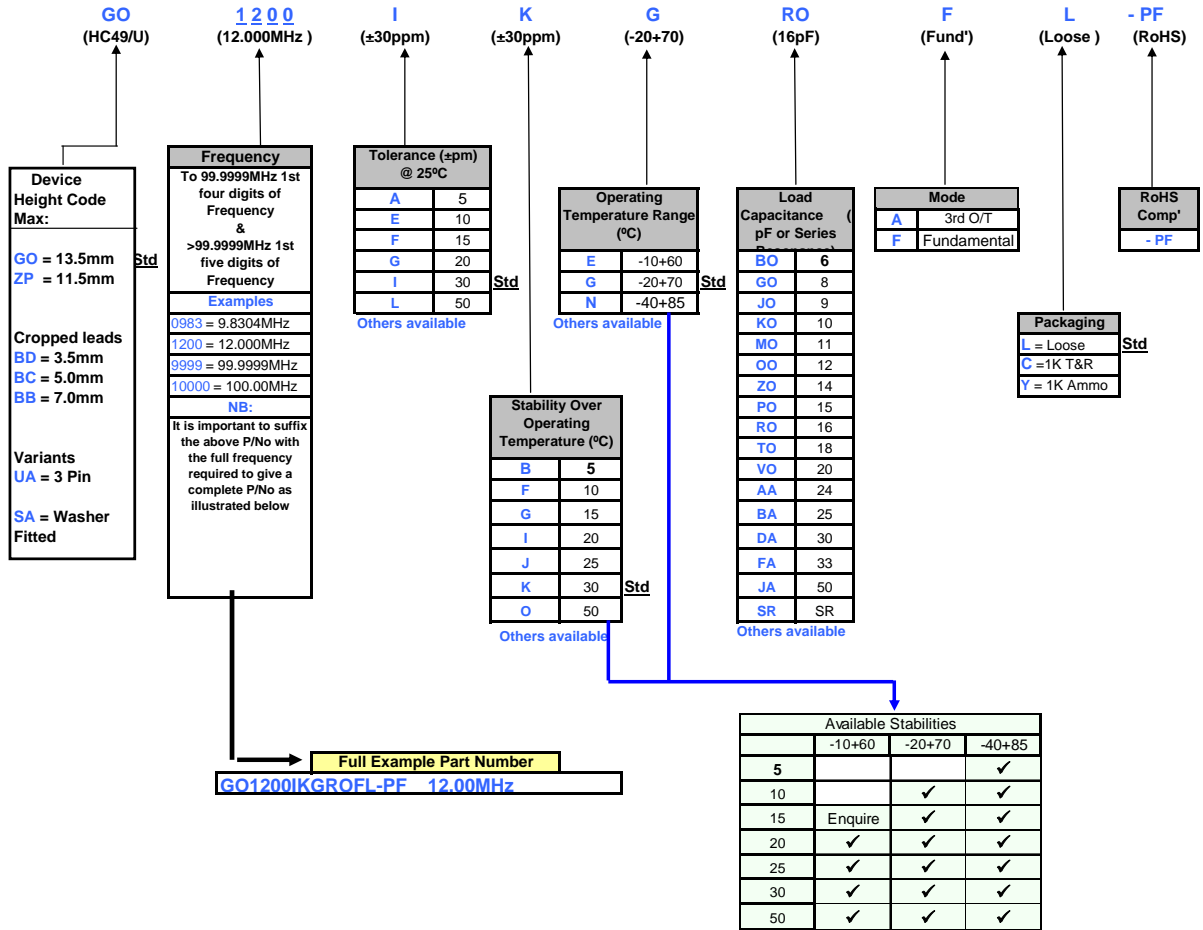 GO 1 2 0 0 I K G RO F L - PF
(HC49/U) (12.000MHz ) (±30ppm) (±30ppm) (-20+70) (16pF) (Fund') (Loose ) (RoHS)
Device
Height Code
Max:
GO = 13.5mm Std
ZP = 11.5mm
Cropped leads
BD = 3.5mm
BC = 5.0mm
BB = 7.0mm
Variants
UA = 3 Pin
SA = Washer
Fitted
Frequency
To 99.9999MHz 1st
four digits of
Frequency
&
>99.9999MHz 1st
five digits of
Frequency
Examples
0983 = 9.8304MHz
1200 = 12.000MHz
9999 = 99.9999MHz
10000 = 100.00MHz
NB:
It is important to suffix
the above P/No with
the full frequency
required to give a
complete P/No as
illustrated below
Tolerance (±pm)
@ 25ºC
A 5
E 10
F 15
G 20
I 30 Std
L 50
Others available
Stability Over
Operating
Temperature (ºC)
B 5
F 10
G 15
I 20
J 25
K 30 Std
O 50
Others available
Operating
Temperature Range
(ºC)
E -10+60
G -20+70 Std
N -40+85
Others available
Load
Capacitance (
pF or Series
Resonance)
BO 6
GO 8
JO 9
KO 10
MO 11
OO 12
ZO 14
PO 15
RO 16
TO 18
VO 20
AA 24
BA 25
DA 30
FA 33
JA 50
SR SR
Others available
Mode
A 3rd O/T
F Fundamental
Packaging
L = Loose Std
C =1K T&R
Y = 1K Ammo
RoHS
Comp'
- PF
Full Example Part Number
GO1200IKGROFL-PF 12.00MHz
Available Stabilities
-10+60 -20+70 -40+85
5 ✓
10 ✓ ✓
15 Enquire ✓ ✓
20 ✓ ✓ ✓
25 ✓ ✓ ✓
30 ✓ ✓ ✓
50 ✓ ✓ ✓